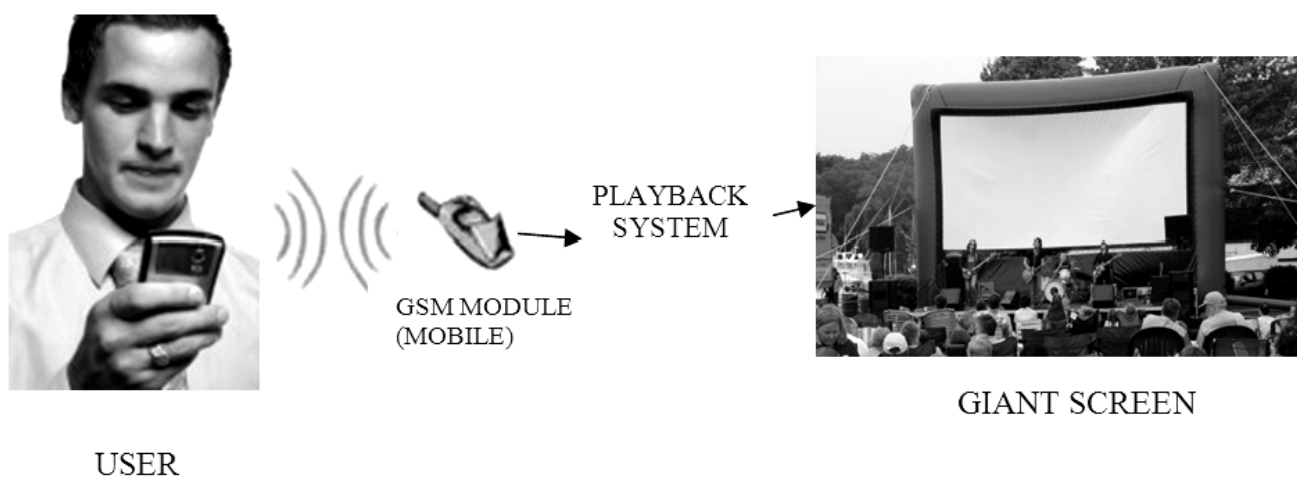 PLAYBACK
SYSTEM
GSM MODULE
(MOBILE)
GIANT SCREEN
USER